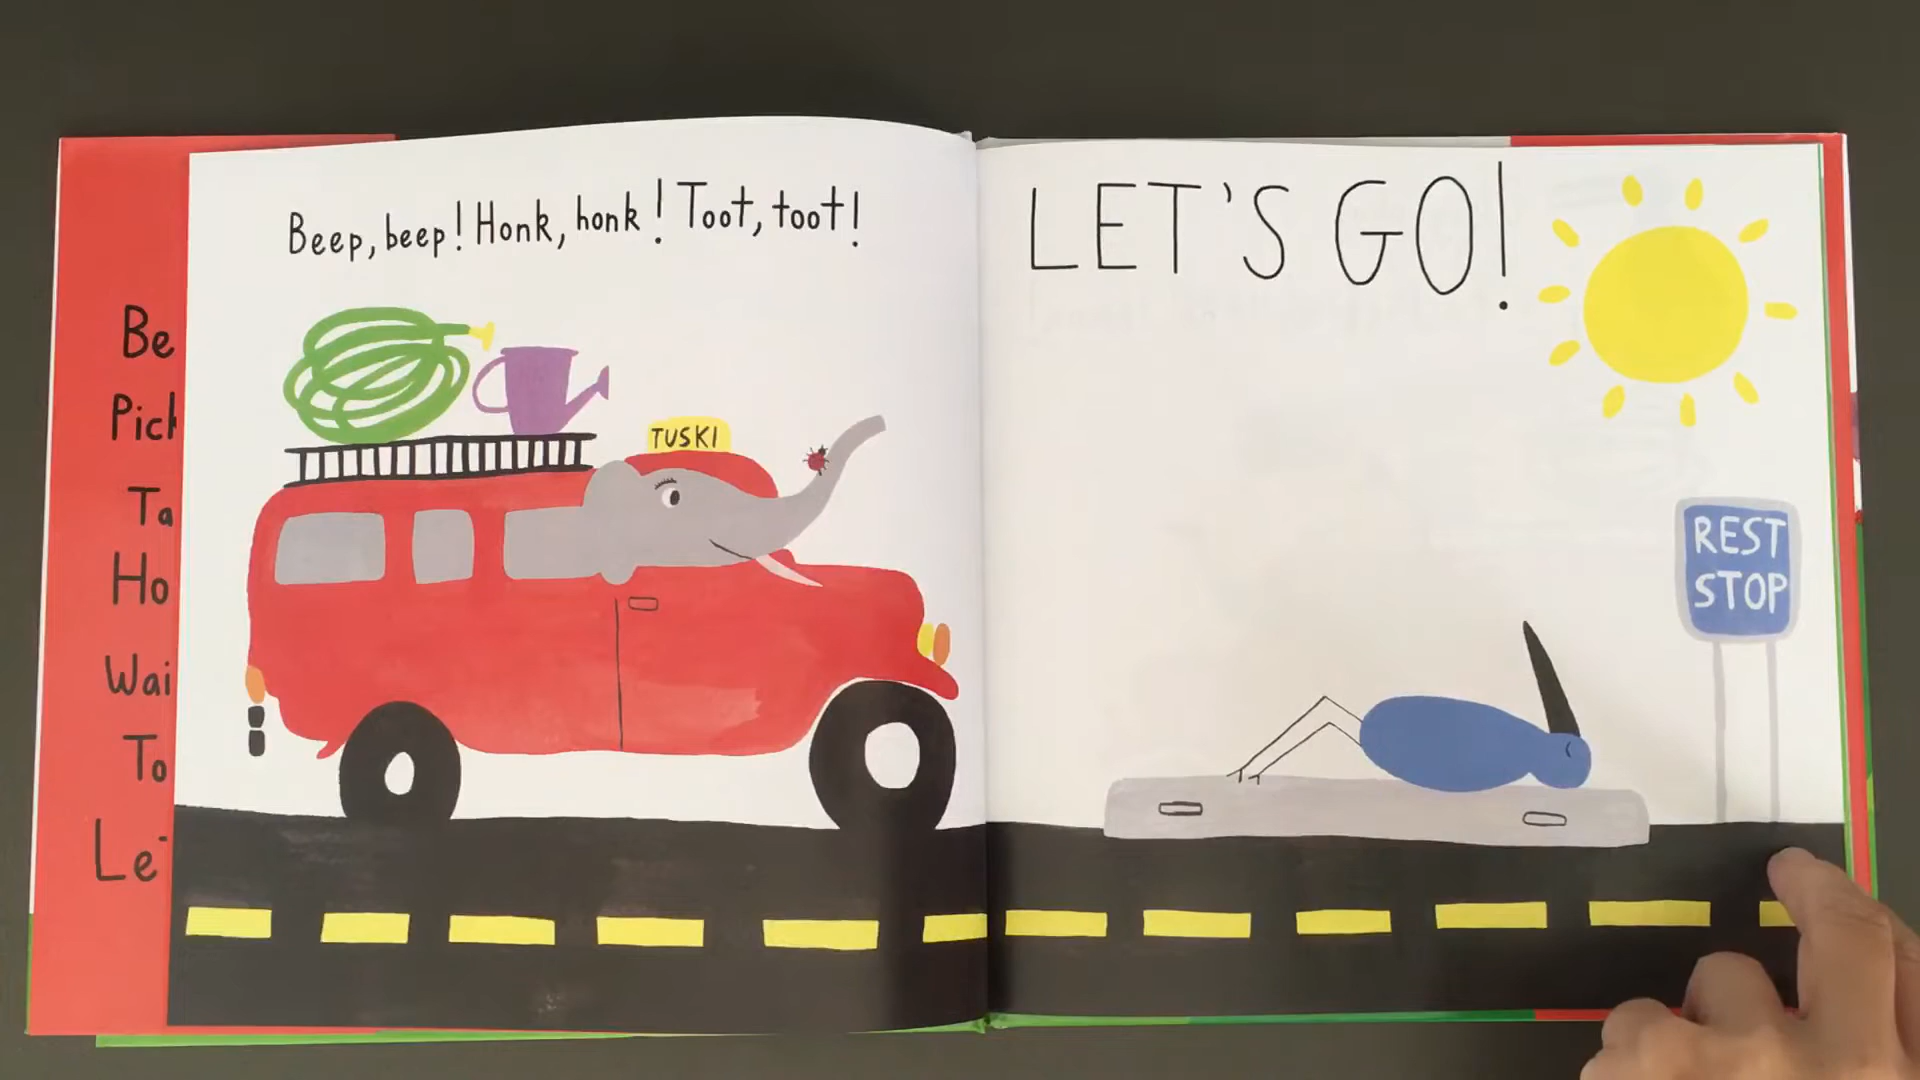 Be
Pick
Ta
Ho
Wai
To
Le
Beep, beep! Honk, honk! Toot, toot!
TUSKI
LET'S GO!
REST
STOP